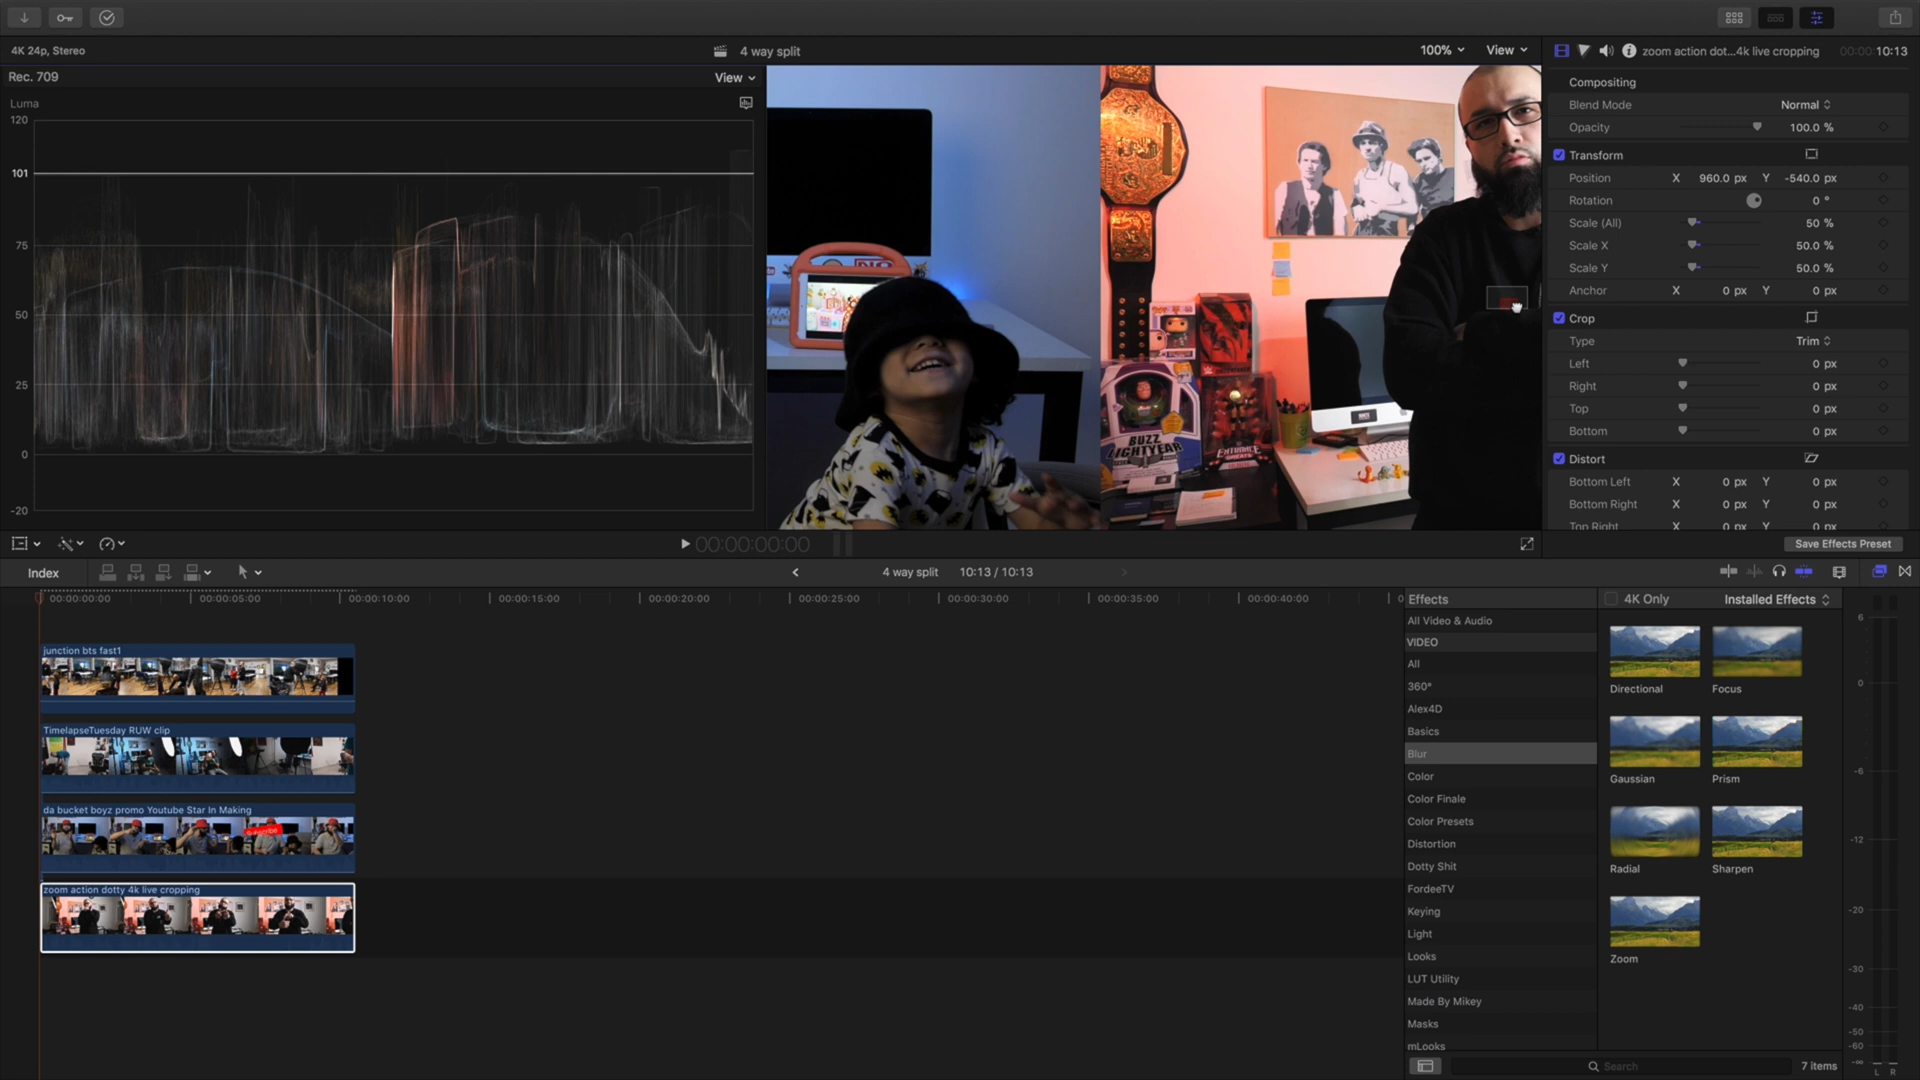 4K 24p, Stereo
4 way split
100%
View
zoom action dot...4k live cropping
00:00:10:13
Rec. 709
View
Luma
120
101
75
50
25
0
-20
BUZZ
LIGHTYEAR
ENTRANCE
GREATS
Compositing
Blend Mode
Normal
Opacity
100.0 %
Transform
Position X 960.0 px Y -540.0 px
Rotation 0 °
Scale (All) 50 %
Scale X 50.0 %
Scale Y 50.0 %
Anchor X 0 px Y 0 px
Crop
Type Trim
Left 0 px
Right 0 px
Top 0 px
Bottom 0 px
Distort
Bottom Left X 0 px Y 0 px
Bottom Right X 0 px Y 0 px
Top Right X 0 px Y 0 px
00:00:00:00
Save Effects Preset
Index
4 way split 10:13 / 10:13
00:00:00:00 00:00:05:00 00:00:10:00 00:00:15:00 00:00:20:00 00:00:25:00 00:00:30:00 00:00:35:00 00:00:40:00
junction bts fast1
TimelapseTuesday RUW clip
da bucket boyz promo Youtube Star In Making
Subscribe
zoom action dotty 4k live cropping
Effects
4K Only
Installed Effects
All Video & Audio
VIDEO
All
360°
Alex4D
Basics
Blur
Color
Color Finale
Color Presets
Distortion
Dotty Shit
FordeeTV
Keying
Light
Looks
LUT Utility
Made By Mikey
Masks
mLooks
Directional
Focus
Gaussian
Prism
Radial
Sharpen
Zoom
Search
7 items
6
0
-6
-12
-20
-30
-40
-50
-60
-∞
L R